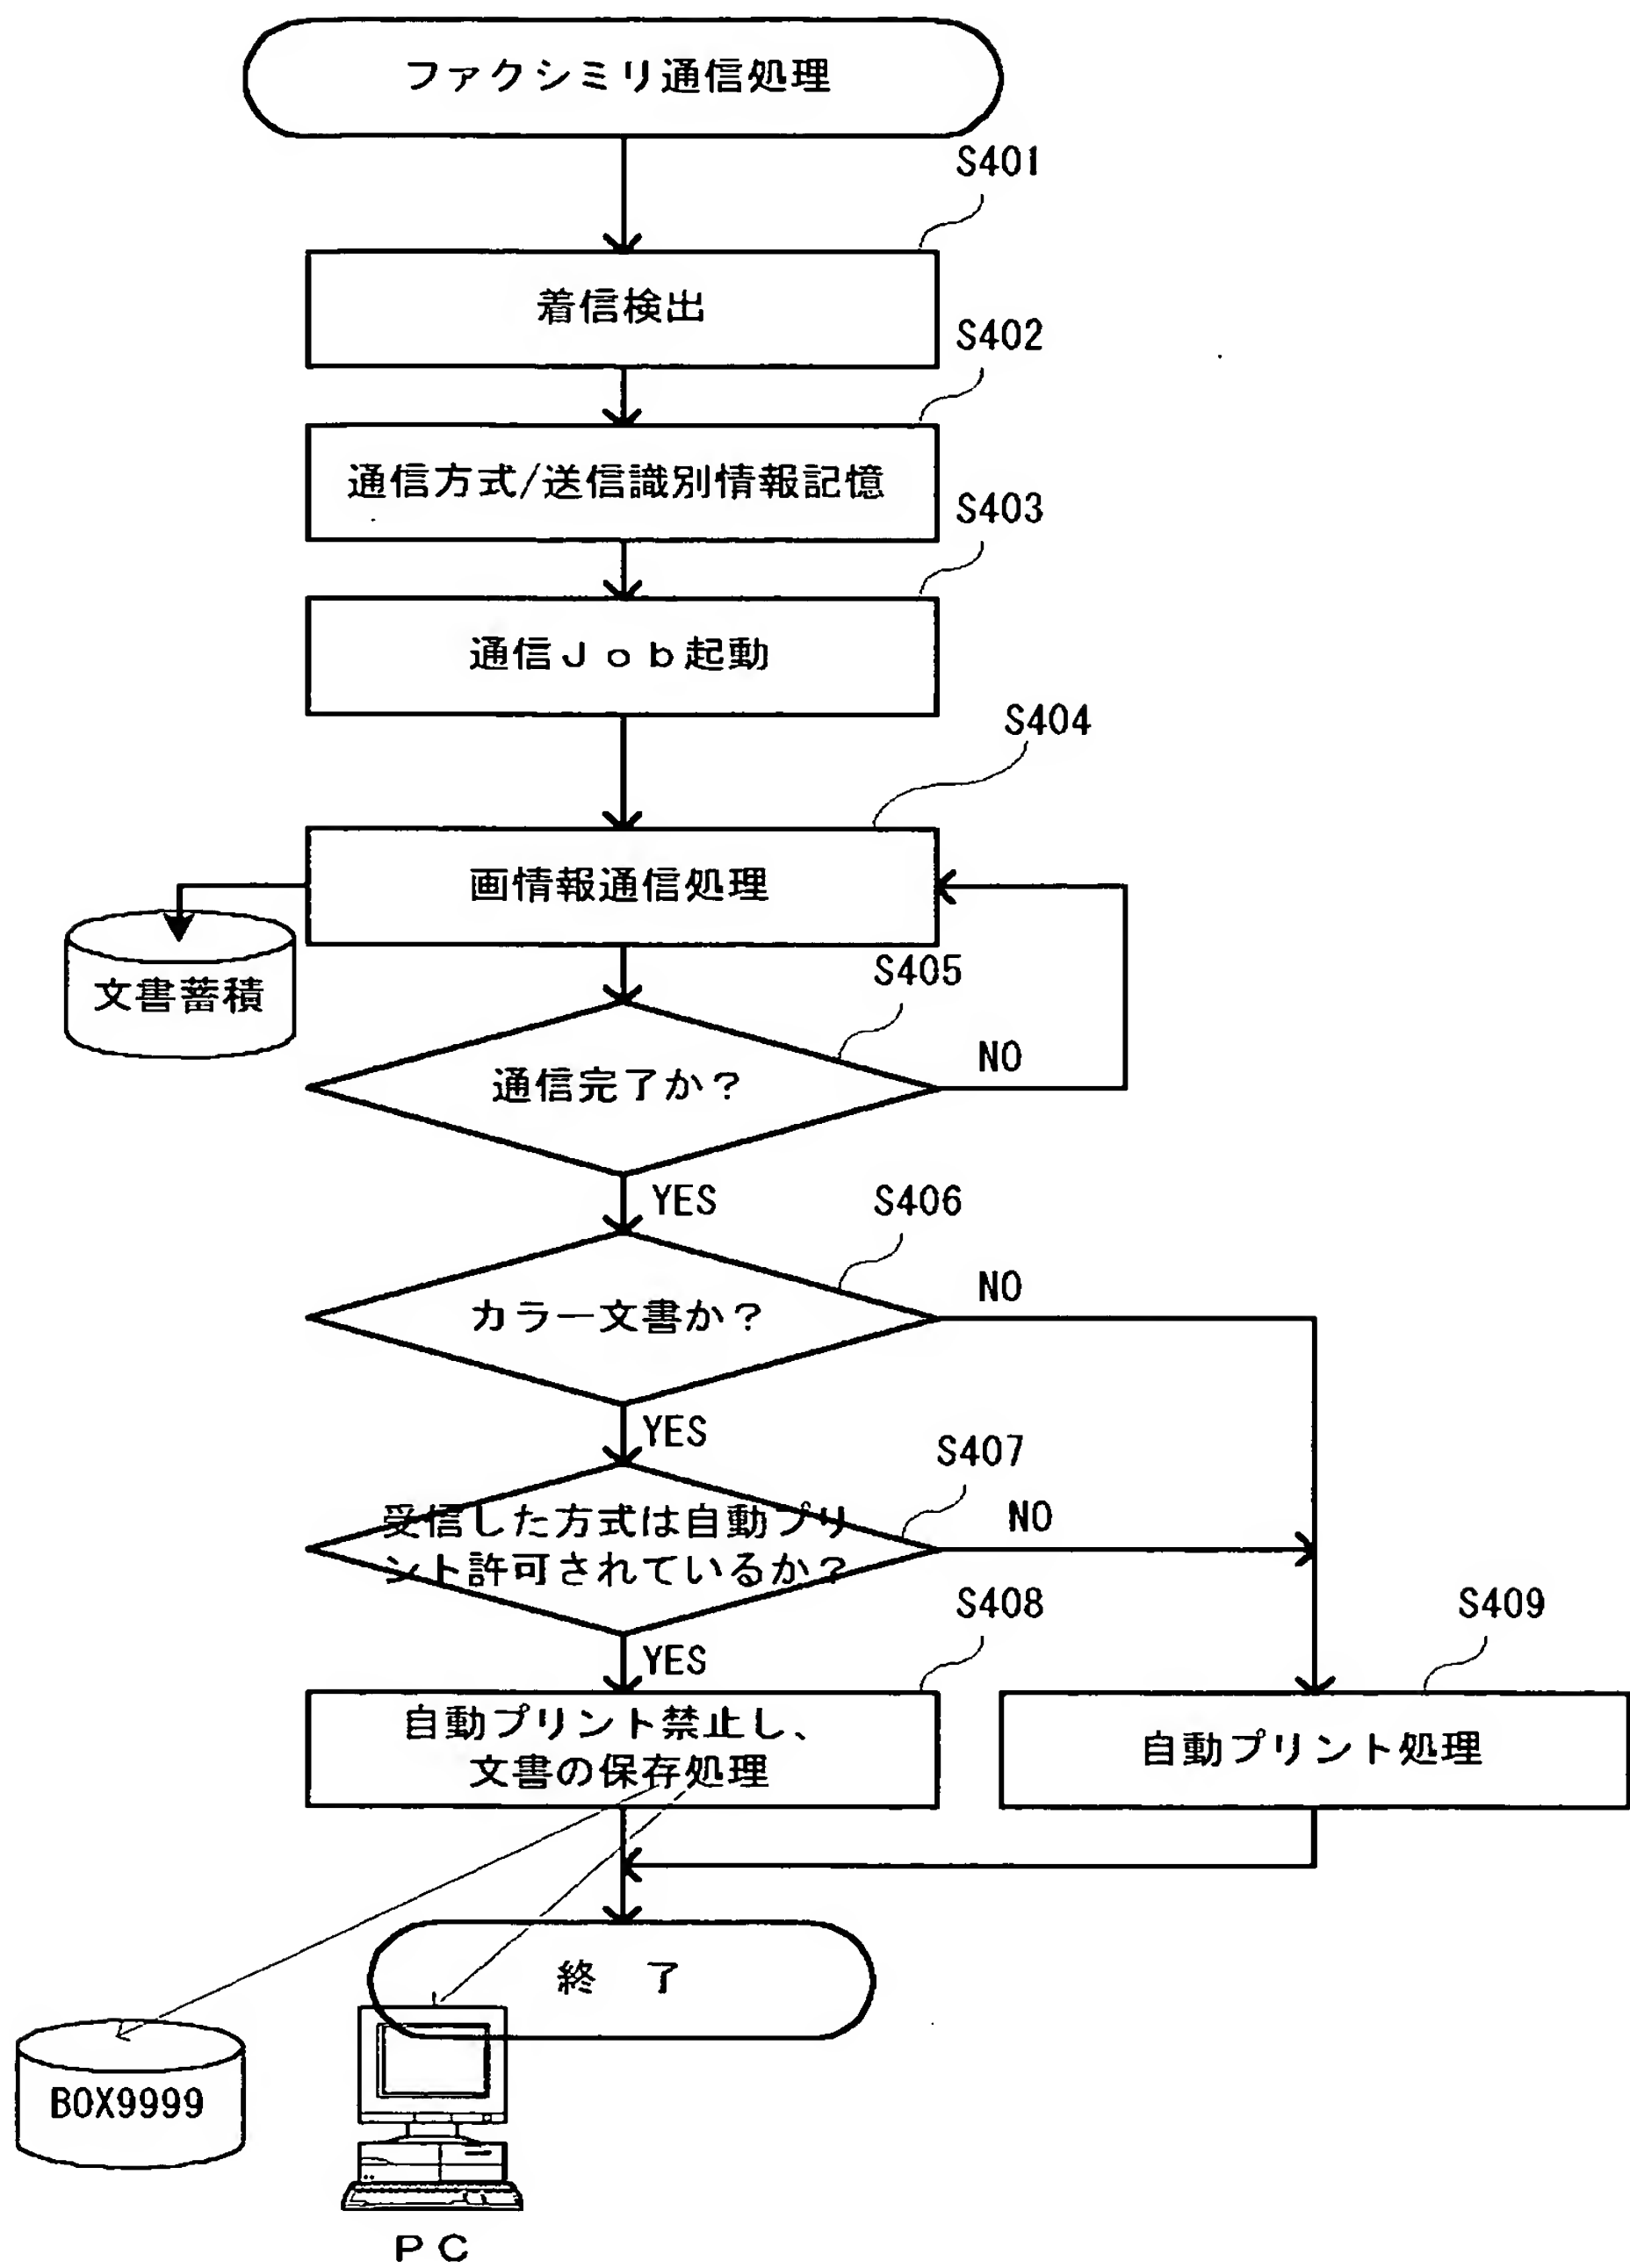 ファクシミリ通信処理
S401
着信検出
S402
通信方式/送信識別情報記憶
S403
通信Ｊｏｂ起動
S404
画情報通信処理
文書蓄積
S405
通信完了か？
NO
YES
S406
カラー文書か？
NO
YES
S407
受信した方式は自動プリ
ント許可されているか？
NO
YES
S408
自動プリント禁止し、
文書の保存処理
S409
自動プリント処理
終　了
BOX9999
ＰＣ